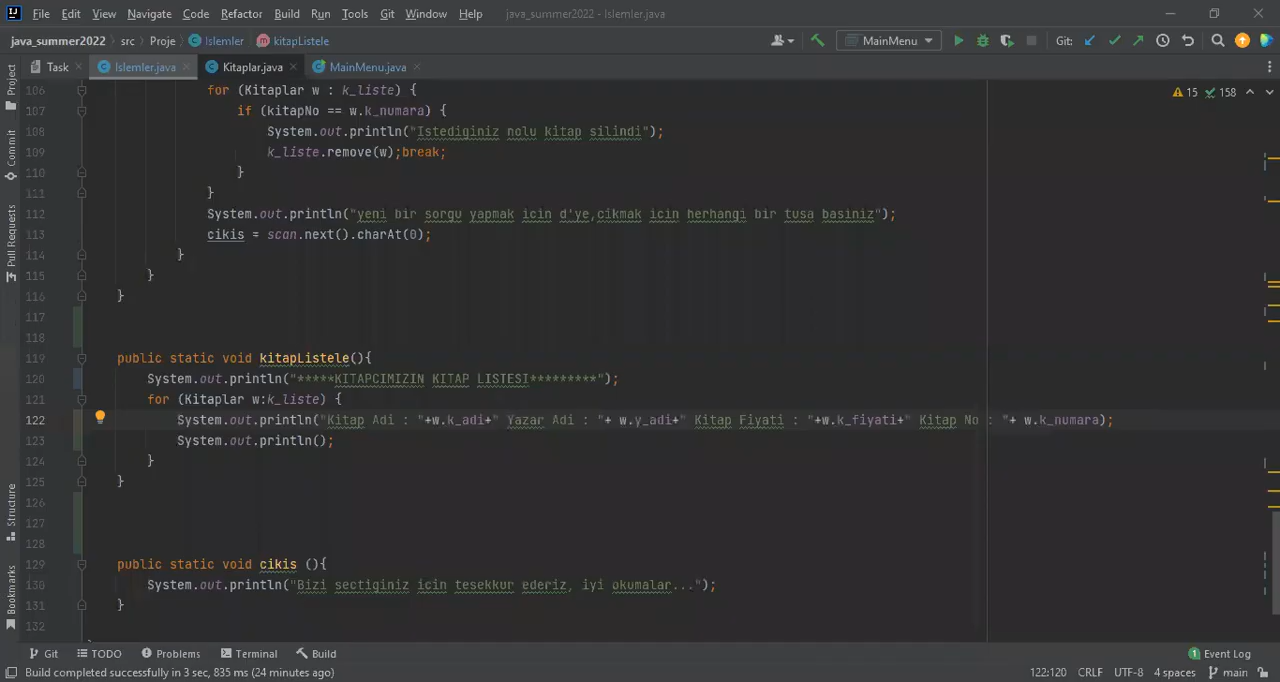 File Edit View Navigate Code Refactor Build Run Tools Git Window Help java_summer2022 - Islemler.java
java_summer2022 src Proje Islemler kitapListele MainMenu Git:
Task Islemler.java Kitaplar.java MainMenu.java
Project
Commit
Pull Requests
Structure
Bookmarks
15 158
106 for (Kitaplar w : k_liste) {
107 if (kitapNo == w.k_numara) {
108 System.out.println("Istediginiz nolu kitap silindi");
109 k_liste.remove(w);break;
110 }
111 }
112 System.out.println("yeni bir sorgu yapmak icin d'ye,cikmak icin herhangi bir tusa basiniz");
113 cikis = scan.next().charAt(0);
114 }
115 }
116 }
117
118
119 public static void kitapListele(){
120 System.out.println("*****KITAPCIMIZIN KITAP LISTESI*********");
121 for (Kitaplar w:k_liste) {
122 System.out.println("Kitap Adi : "+w.k_adi+" Yazar Adi : "+ w.y_adi+" Kitap Fiyati : "+w.k_fiyati+" Kitap No : "+ w.k_numara);
123 System.out.println();
124 }
125 }
126
127
128
129 public static void cikis (){
130 System.out.println("Bizi sectiginiz icin tesekkur ederiz, iyi okumalar...");
131 }
132
Git TODO Problems Terminal Build 1 Event Log
Build completed successfully in 3 sec, 835 ms (24 minutes ago) 122:120 CRLF UTF-8 4 spaces main